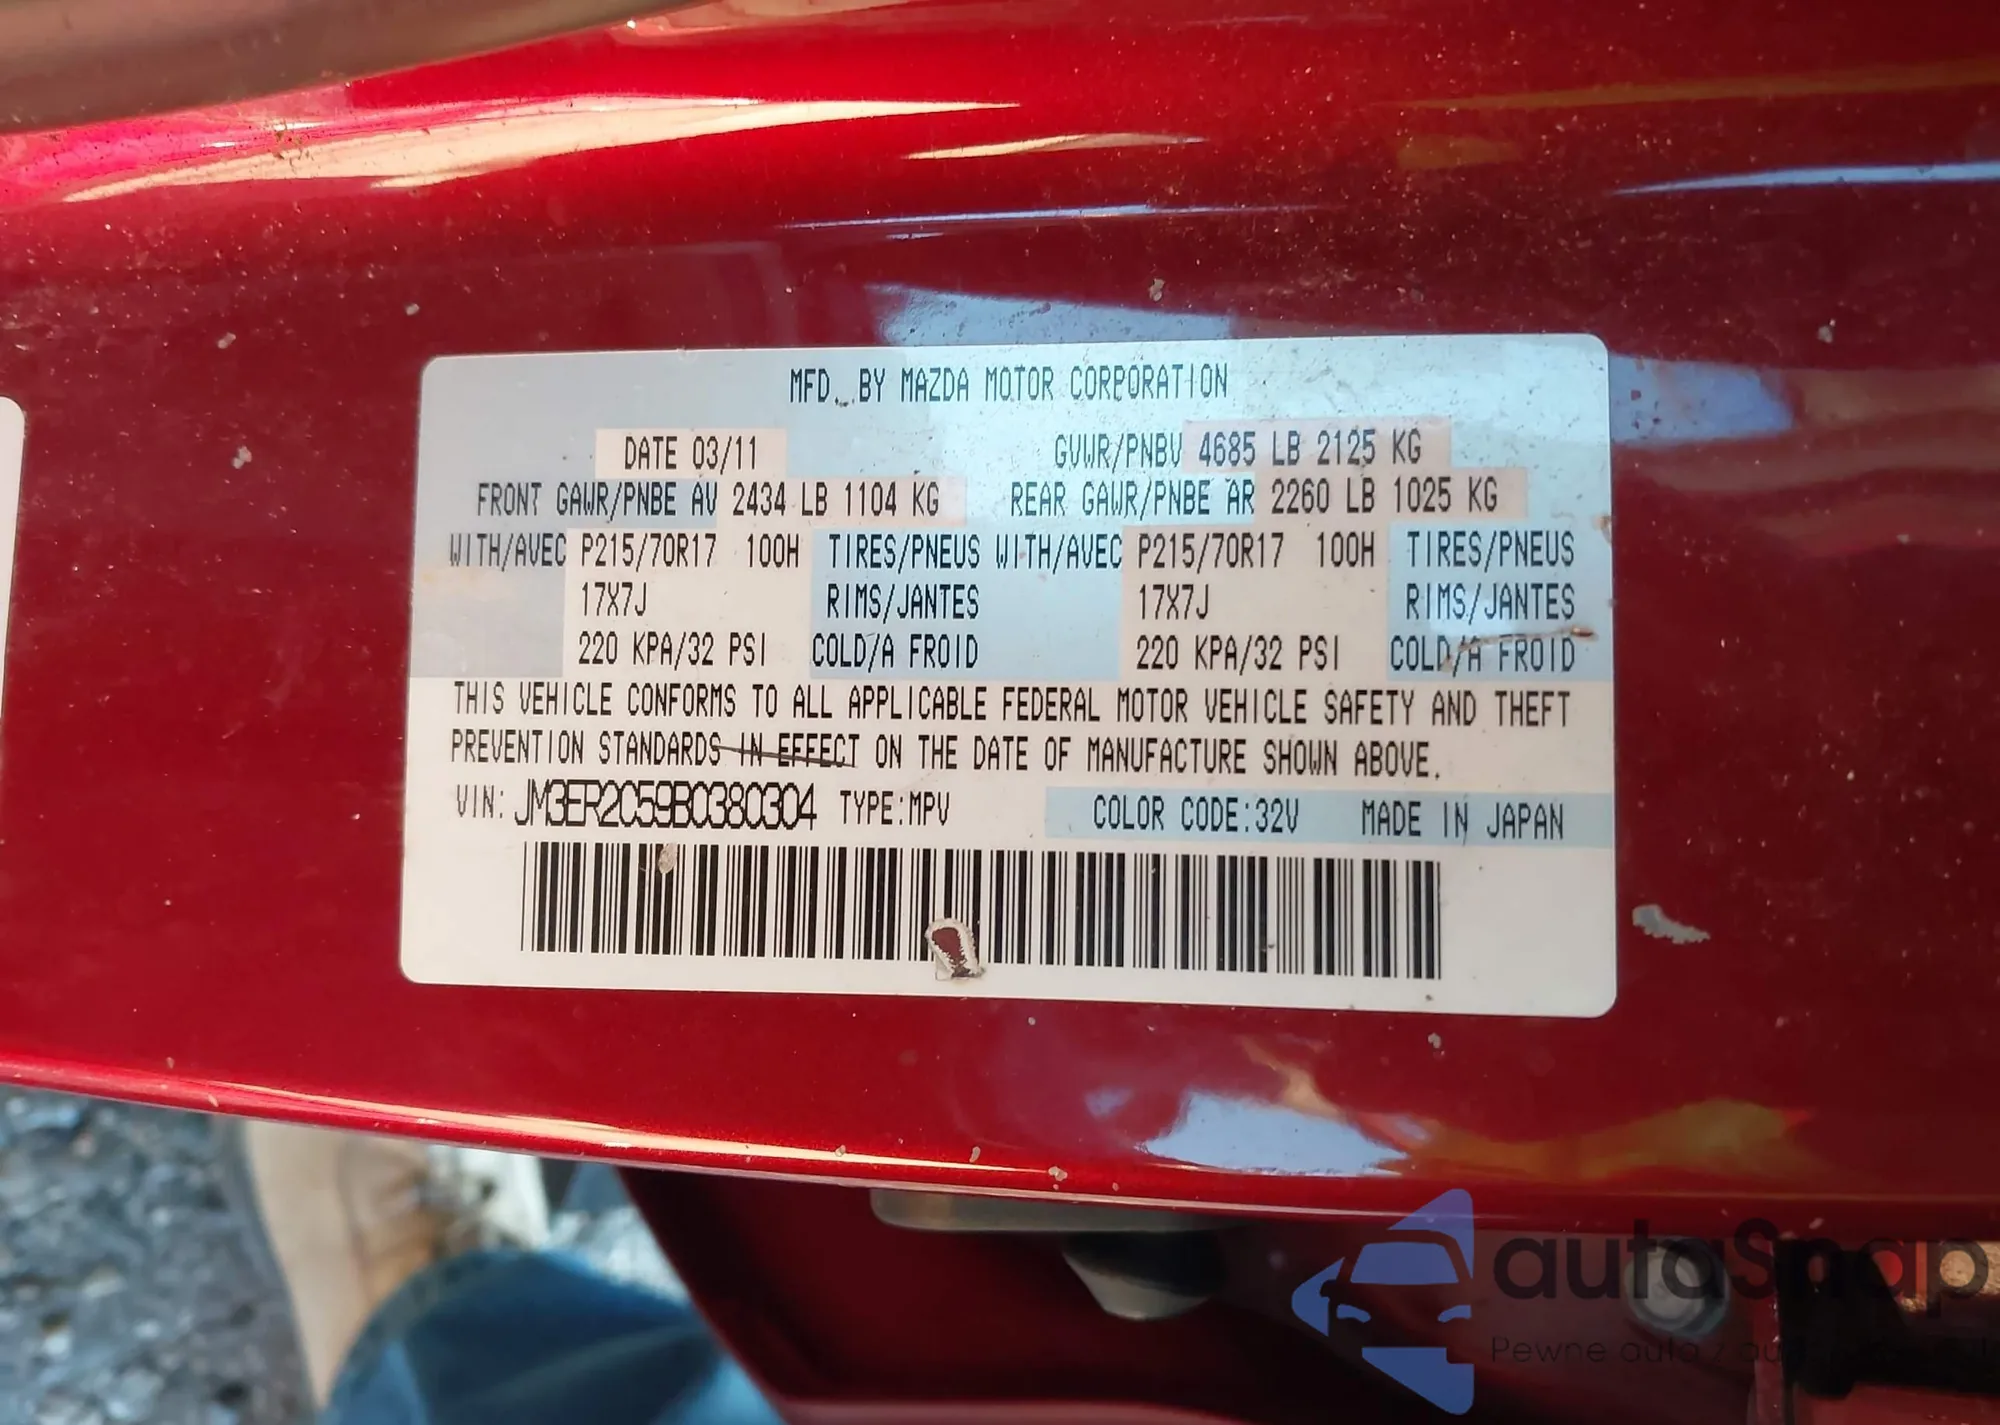 MFD. BY MAZDA MOTOR CORPORATION
DATE 03/11 GVWR/PNBV 4685 LB 2125 KG
FRONT GAWR/PNBE AV 2434 LB 1104 KG REAR GAWR/PNBE AR 2260 LB 1025 KG
WITH/AVEC P215/70R17 100H TIRES/PNEUS WITH/AVEC P215/70R17 100H TIRES/PNEUS
17X7J RIMS/JANTES 17X7J RIMS/JANTES
220 KPA/32 PSI COLD/A FROID 220 KPA/32 PSI COLD/A FROID
THIS VEHICLE CONFORMS TO ALL APPLICABLE FEDERAL MOTOR VEHICLE SAFETY AND THEFT
PREVENTION STANDARDS IN EFFECT ON THE DATE OF MANUFACTURE SHOWN ABOVE.
VIN: JM3ER2C59B0380304 TYPE:MPV COLOR CODE:32V MADE IN JAPAN
autaSnap
Pewne auta z